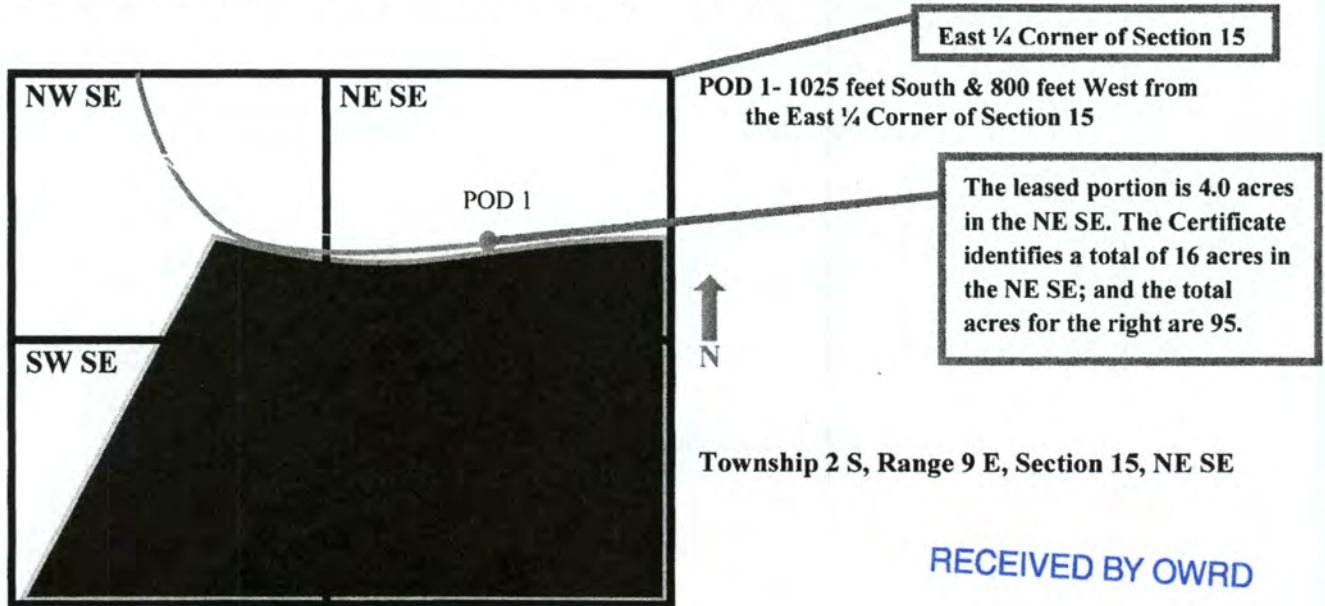 East ¼ Corner of Section 15
NW SE
NE SE
POD 1- 1025 feet South & 800 feet West from
the East ¼ Corner of Section 15
POD 1
The leased portion is 4.0 acres
in the NE SE. The Certificate
identifies a total of 16 acres in
the NE SE; and the total
acres for the right are 95.
N
SW SE
Township 2 S, Range 9 E, Section 15, NE SE
RECEIVED BY OWRD